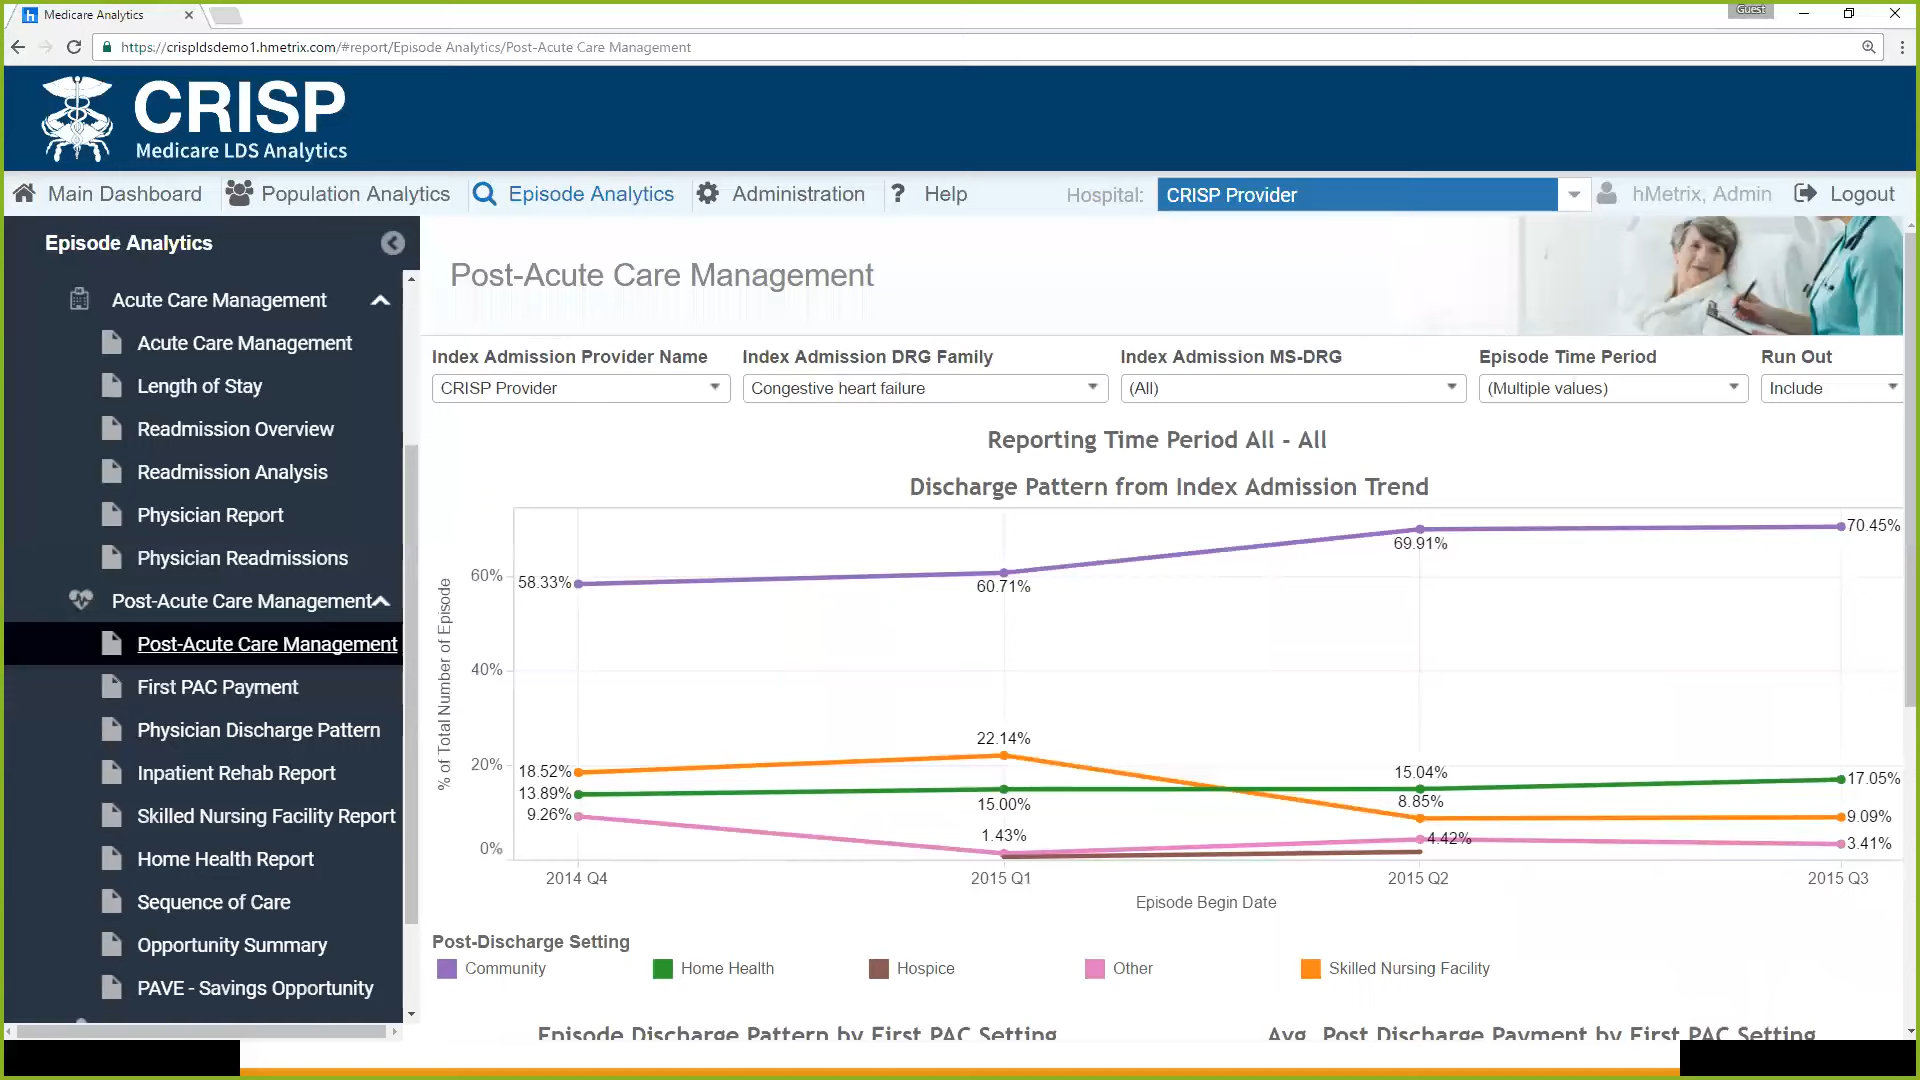 Medicare Analytics
Guest
https://crispldsdemo1.hmetrix.com/#report/Episode Analytics/Post-Acute Care Management
CRISP
Medicare LDS Analytics
Main Dashboard
Population Analytics
Episode Analytics
Administration
? Help
Hospital:
CRISP Provider
hMetrix, Admin
Logout
Episode Analytics
Acute Care Management
Acute Care Management
Length of Stay
Readmission Overview
Readmission Analysis
Physician Report
Physician Readmissions
Post-Acute Care Management
Post-Acute Care Management
First PAC Payment
Physician Discharge Pattern
Inpatient Rehab Report
Skilled Nursing Facility Report
Home Health Report
Sequence of Care
Opportunity Summary
PAVE - Savings Opportunity
Post-Acute Care Management
Index Admission Provider Name
CRISP Provider
Index Admission DRG Family
Congestive heart failure
Index Admission MS-DRG
(All)
Episode Time Period
(Multiple values)
Run Out
Include
Reporting Time Period All - All
Discharge Pattern from Index Admission Trend
% of Total Number of Episode
60%
40%
20%
0%
58.33%
60.71%
69.91%
70.45%
18.52%
22.14%
8.85%
9.09%
13.89%
15.00%
15.04%
17.05%
9.26%
1.43%
4.42%
3.41%
2014 Q4
2015 Q1
2015 Q2
2015 Q3
Episode Begin Date
Post-Discharge Setting
Community
Home Health
Hospice
Other
Skilled Nursing Facility
Episode Discharge Pattern by First PAC Setting
Avg. Post Discharge Payment by First PAC Setting